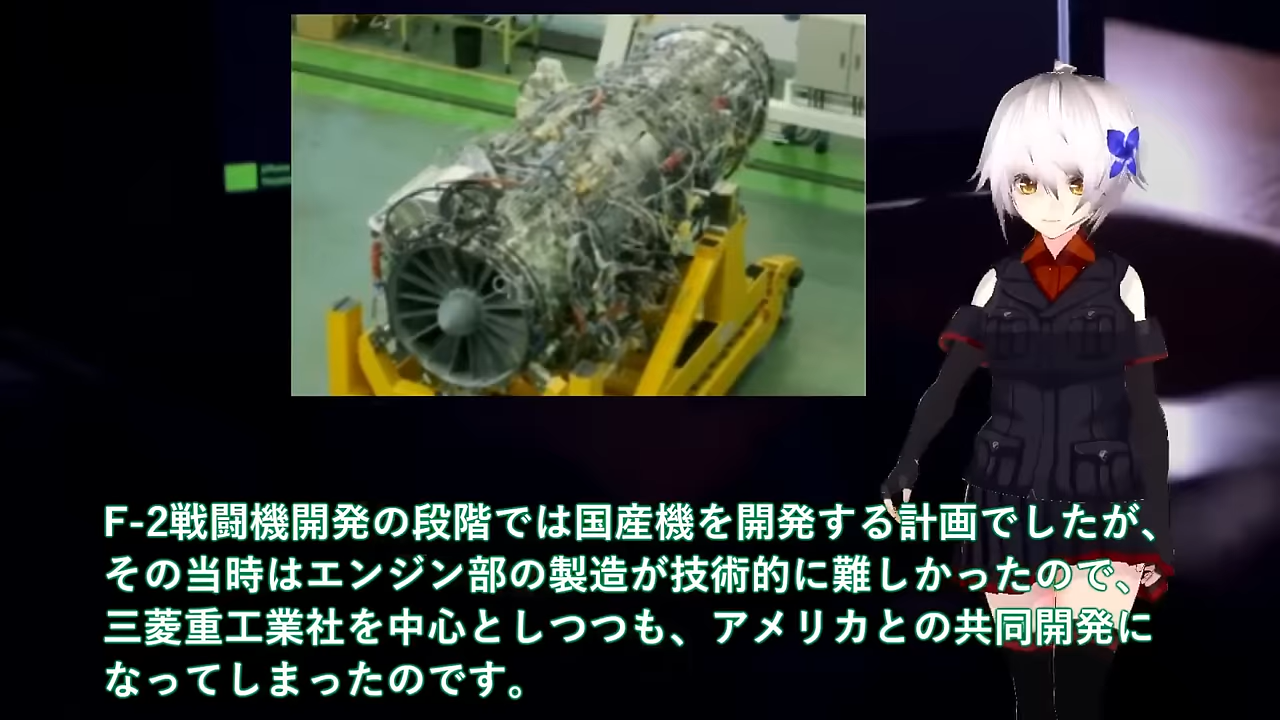 F-2戦闘機開発の段階では国産機を開発する計画でしたが、
その当時はエンジン部の製造が技術的に難しかったので、
三菱重工業社を中心としつつも、アメリカとの共同開発に
なってしまったのです。